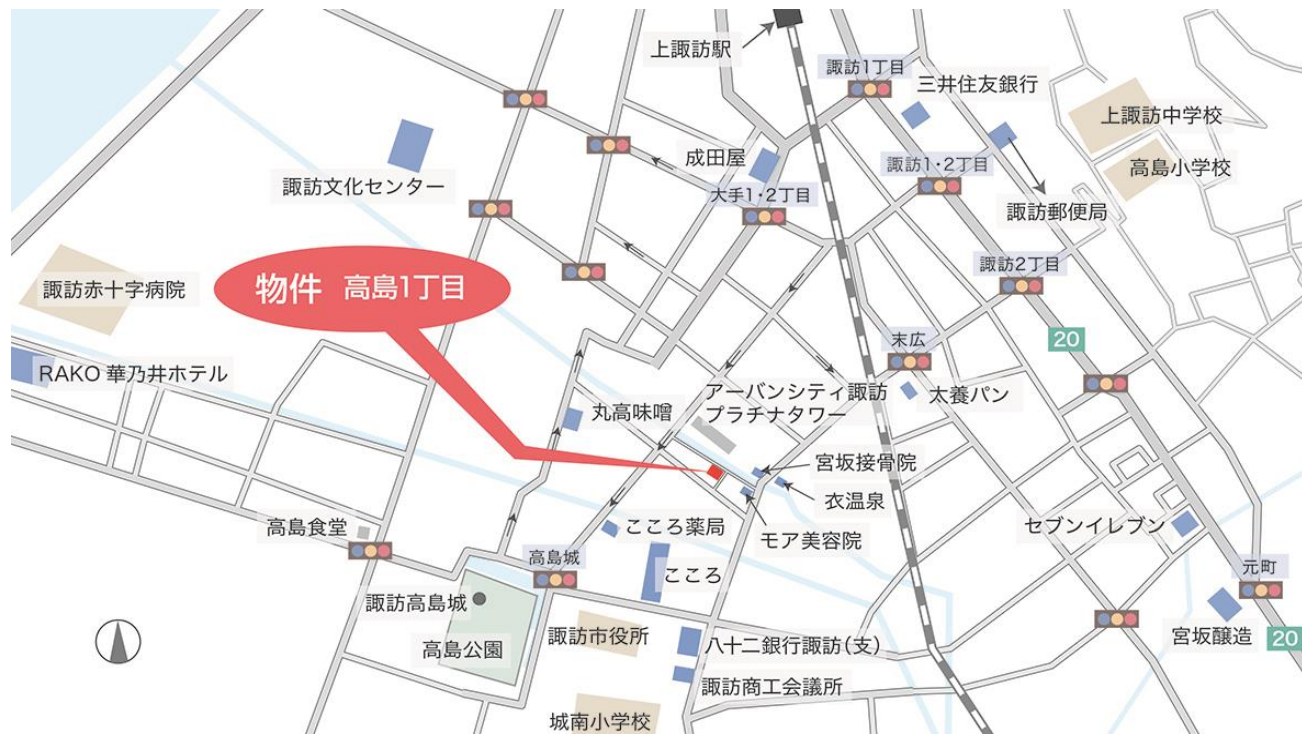 上諏訪駅
諏訪1丁目
三井住友銀行
上諏訪中学校
高島小学校
成田屋
諏訪1・2丁目
諏訪文化センター
大手1・2丁目
諏訪郵便局
諏訪2丁目
諏訪赤十字病院
物件 高島1丁目
20
末広
RAKO 華乃井ホテル
アーバンシティ諏訪
プラチナタワー
太養パン
丸高味噌
宮坂接骨院
衣温泉
高島食堂
こころ薬局
モア美容院
セブンイレブン
高島城
こころ
元町
諏訪高島城
諏訪市役所
宮坂醸造
20
高島公園
八十二銀行諏訪(支)
諏訪商工会議所
城南小学校